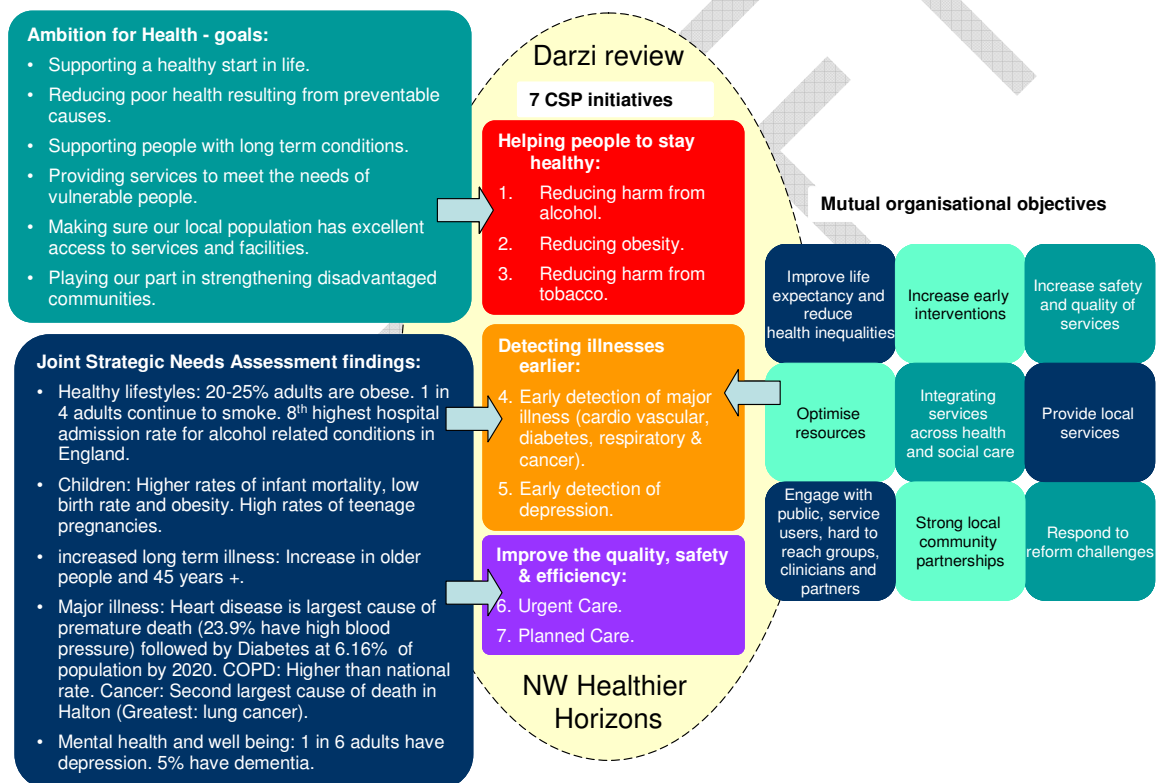 Ambition for Health - goals:
• Supporting a healthy start in life.
• Reducing poor health resulting from preventable
causes.
• Supporting people with long term conditions.
• Providing services to meet the needs of
vulnerable people.
• Making sure our local population has excellent
access to services and facilities.
• Playing our part in strengthening disadvantaged
communities.
Joint Strategic Needs Assessment findings:
• Healthy lifestyles: 20-25% adults are obese. 1 in
4 adults continue to smoke. 8th highest hospital
admission rate for alcohol related conditions in
England.
• Children: Higher rates of infant mortality, low
birth rate and obesity. High rates of teenage
pregnancies.
• increased long term illness: Increase in older
people and 45 years +.
• Major illness: Heart disease is largest cause of
premature death (23.9% have high blood
pressure) followed by Diabetes at 6.16% of
population by 2020. COPD: Higher than national
rate. Cancer: Second largest cause of death in
Halton (Greatest: lung cancer).
• Mental health and well being: 1 in 6 adults have
depression. 5% have dementia.
Darzi review
7 CSP initiatives
Helping people to stay
healthy:
1. Reducing harm from
alcohol.
2. Reducing obesity.
3. Reducing harm from
tobacco.
Detecting illnesses
earlier:
4. Early detection of major
illness (cardio vascular,
diabetes, respiratory &
cancer).
5. Early detection of
depression.
Improve the quality, safety
& efficiency:
6. Urgent Care.
7. Planned Care.
NW Healthier
Horizons
Mutual organisational objectives
Improve life
expectancy and
reduce
health inequalities
Increase early
interventions
Increase safety
and quality of
services
Optimise
resources
Integrating
services
across health
and social care
Provide local
services
Engage with
public, service
users, hard to
reach groups,
clinicians and
partners
Strong local
community
partnerships
Respond to
reform challenges